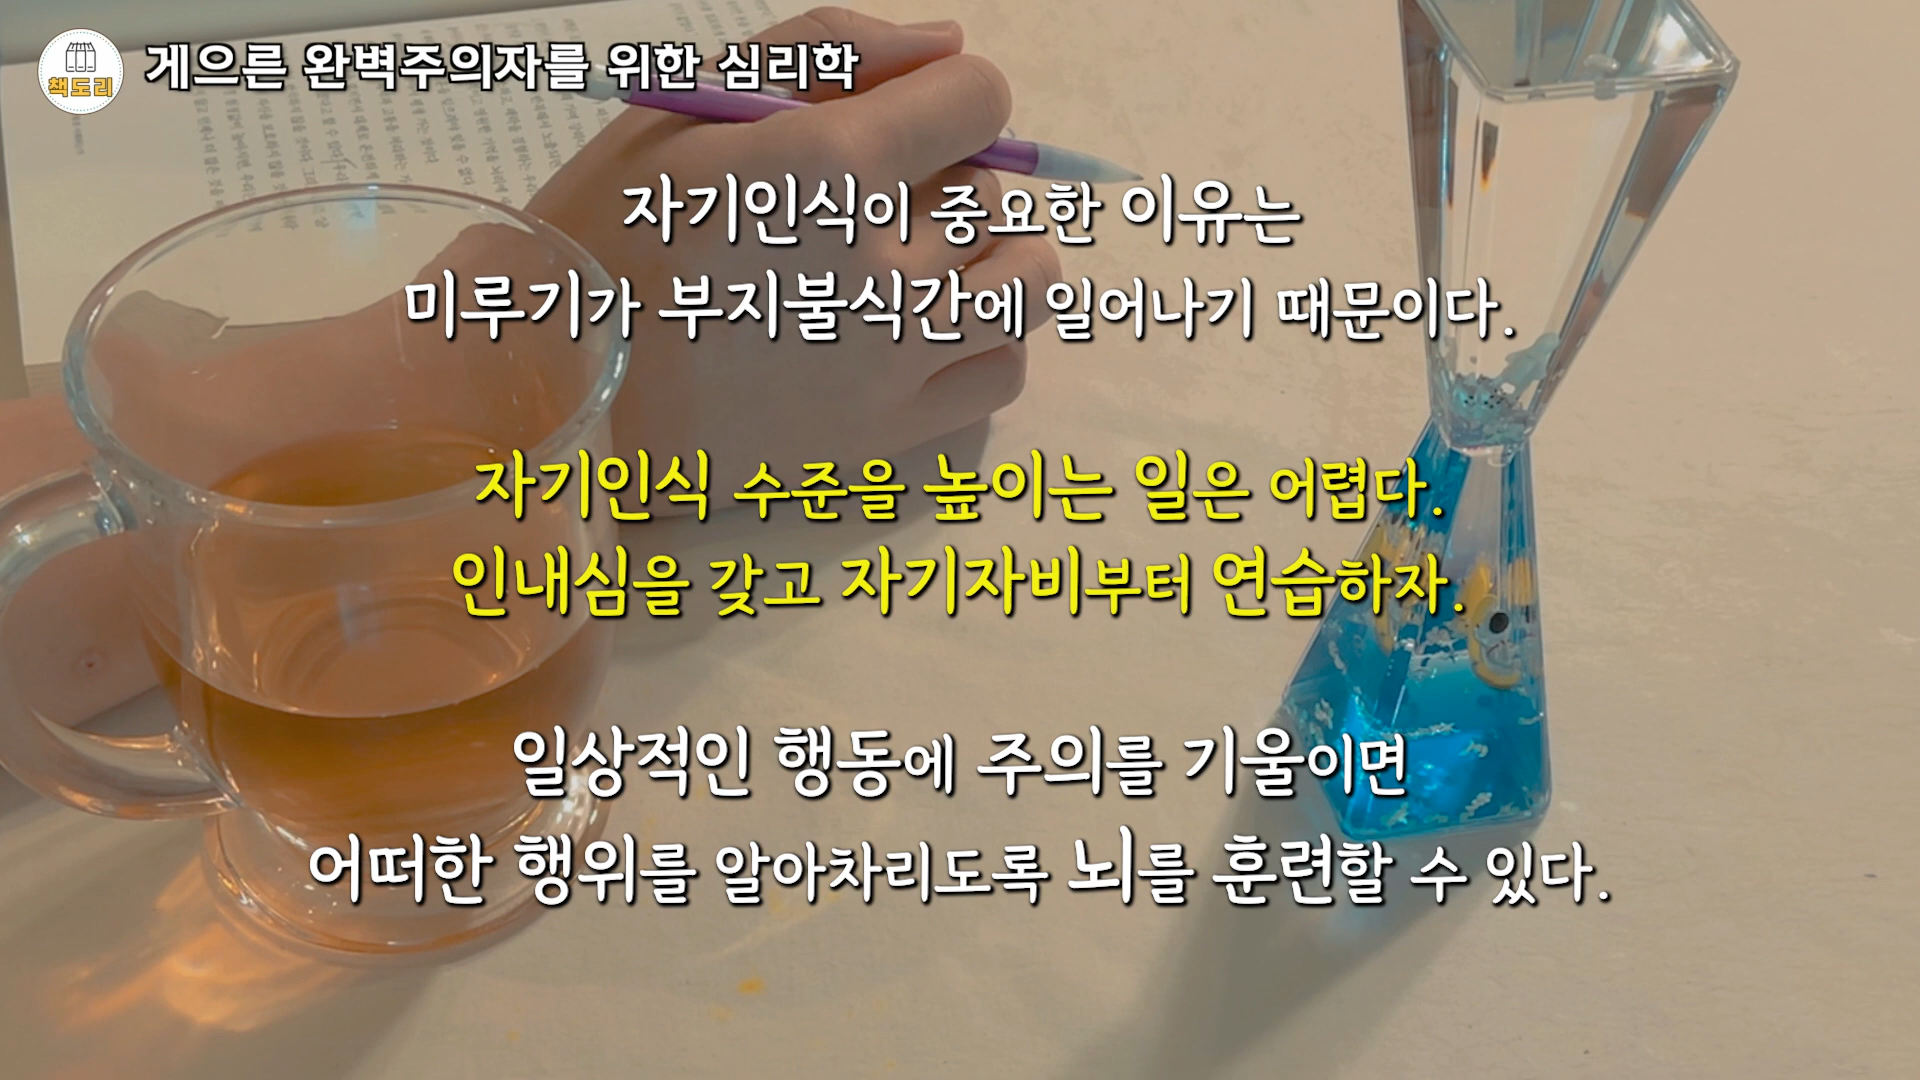 책도리
게으른 완벽주의자를 위한 심리학
자기인식이 중요한 이유는
미루기가 부지불식간에 일어나기 때문이다.
자기인식 수준을 높이는 일은 어렵다.
인내심을 갖고 자기자비부터 연습하자.
일상적인 행동에 주의를 기울이면
어떠한 행위를 알아차리도록 뇌를 훈련할 수 있다.